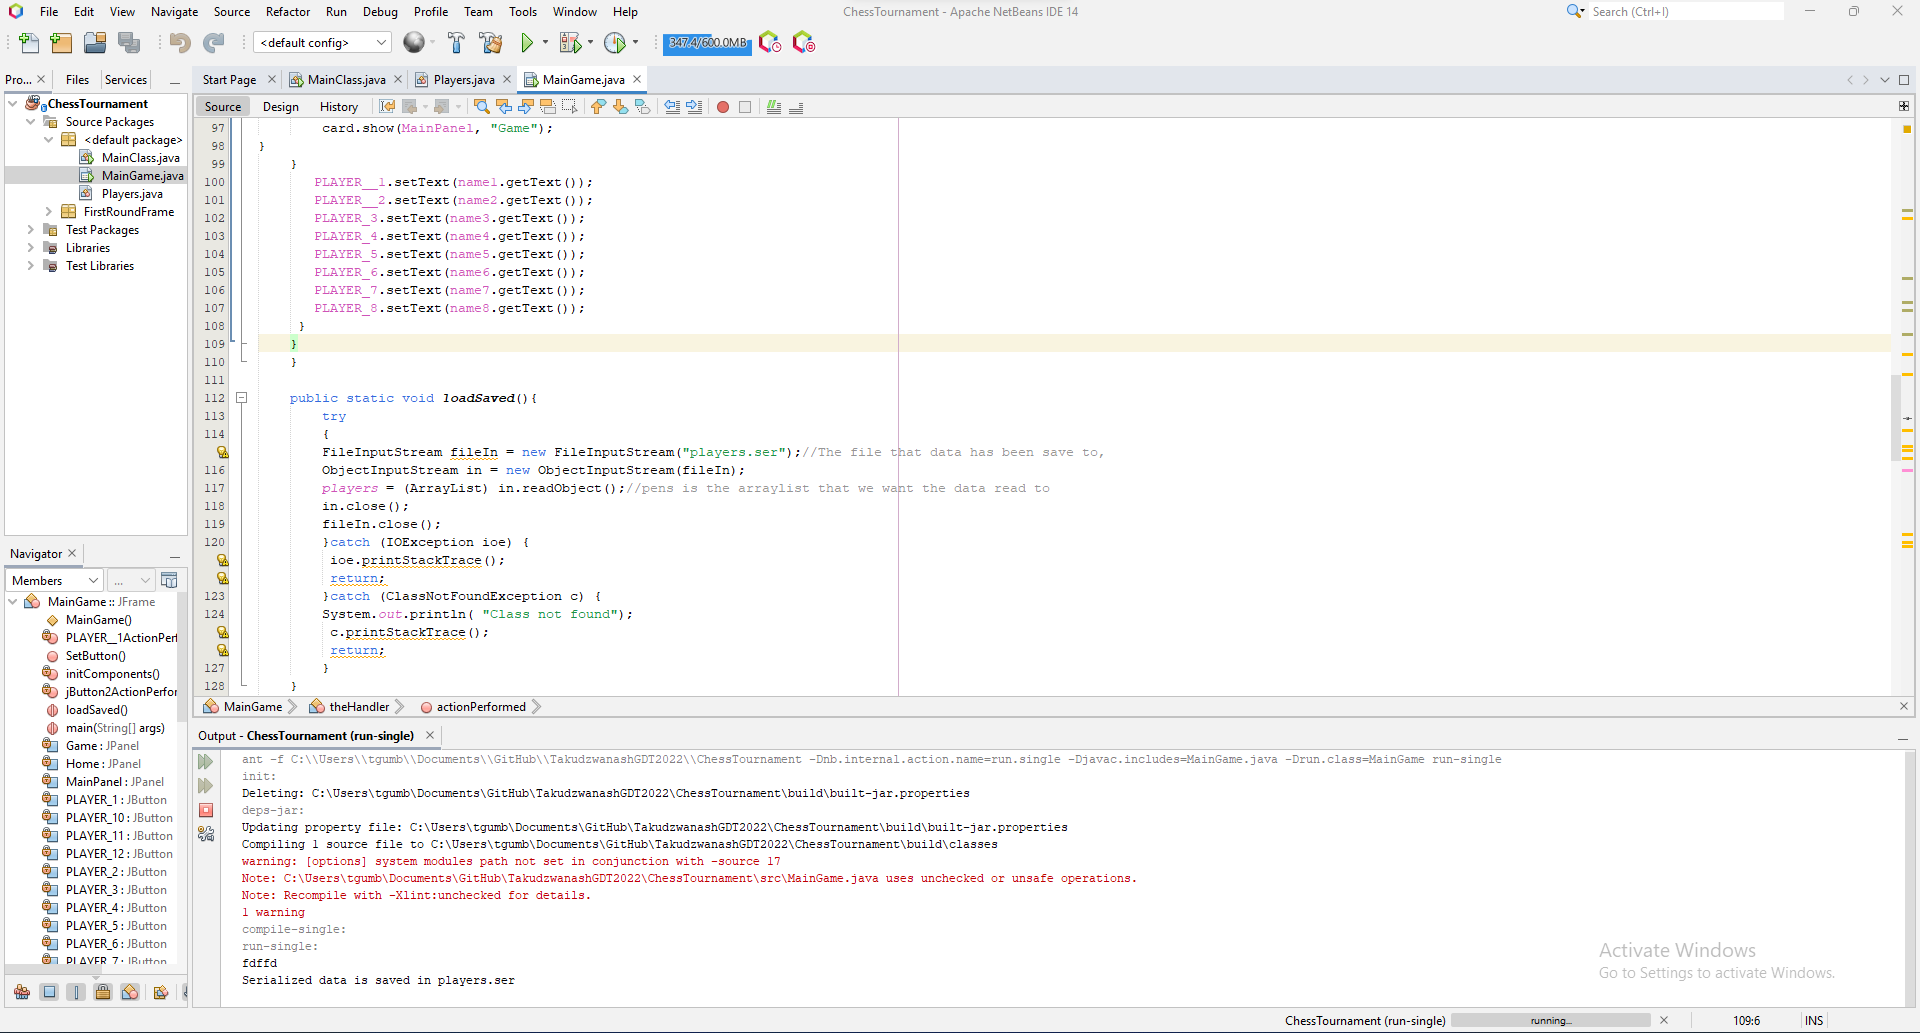 File Edit View Navigate Source Refactor Run Debug Profile Team Tools Window Help
ChessTournament - Apache NetBeans IDE 14
Search (Ctrl+I)
<default config>
347.4/600.0MB
Pro... Files Services
Start Page MainClass.java Players.java MainGame.java
Source Design History
ChessTournament
Source Packages
<default package>
MainClass.java
MainGame.java
Players.java
FirstRoundFrame
Test Packages
Libraries
Test Libraries
97 card.show(MainPanel, "Game");
98 }
99 }
100 PLAYER__1.setText(name1.getText());
101 PLAYER__2.setText(name2.getText());
102 PLAYER_3.setText(name3.getText());
103 PLAYER_4.setText(name4.getText());
104 PLAYER_5.setText(name5.getText());
105 PLAYER_6.setText(name6.getText());
106 PLAYER_7.setText(name7.getText());
107 PLAYER_8.setText(name8.getText());
108 }
109 }
110 }
111
112 public static void loadSaved(){
113 try
114 {
FileInputStream fileIn = new FileInputStream("players.ser");//The file that data has been save to,
116 ObjectInputStream in = new ObjectInputStream(fileIn);
117 players = (ArrayList) in.readObject();//pens is the arraylist that we want the data read to
118 in.close();
119 fileIn.close();
120 }catch (IOException ioe) {
ioe.printStackTrace();
return;
123 }catch (ClassNotFoundException c) {
124 System.out.println( "Class not found");
c.printStackTrace();
return;
127 }
128 }
MainGame theHandler actionPerformed
Navigator
Members ...
MainGame :: JFrame
MainGame()
PLAYER__1ActionPerf
SetButton()
initComponents()
jButton2ActionPerfor
loadSaved()
main(String[] args)
Game : JPanel
Home : JPanel
MainPanel : JPanel
PLAYER_1 : JButton
PLAYER_10 : JButton
PLAYER_11 : JButton
PLAYER_12 : JButton
PLAYER_2 : JButton
PLAYER_3 : JButton
PLAYER_4 : JButton
PLAYER_5 : JButton
PLAYER_6 : JButton
PLAYER_7 : JButton
Output - ChessTournament (run-single)
ant -f C:\\Users\\tgumb\\Documents\\GitHub\\TakudzwanashGDT2022\\ChessTournament -Dnb.internal.action.name=run.single -Djavac.includes=MainGame.java -Drun.class=MainGame run-single
init:
Deleting: C:\Users\tgumb\Documents\GitHub\TakudzwanashGDT2022\ChessTournament\build\built-jar.properties
deps-jar:
Updating property file: C:\Users\tgumb\Documents\GitHub\TakudzwanashGDT2022\ChessTournament\build\built-jar.properties
Compiling 1 source file to C:\Users\tgumb\Documents\GitHub\TakudzwanashGDT2022\ChessTournament\build\classes
warning: [options] system modules path not set in conjunction with -source 17
Note: C:\Users\tgumb\Documents\GitHub\TakudzwanashGDT2022\ChessTournament\src\MainGame.java uses unchecked or unsafe operations.
Note: Recompile with -Xlint:unchecked for details.
1 warning
compile-single:
run-single:
fdffd
Serialized data is saved in players.ser
Activate Windows
Go to Settings to activate Windows.
ChessTournament (run-single) running... 109:6 INS